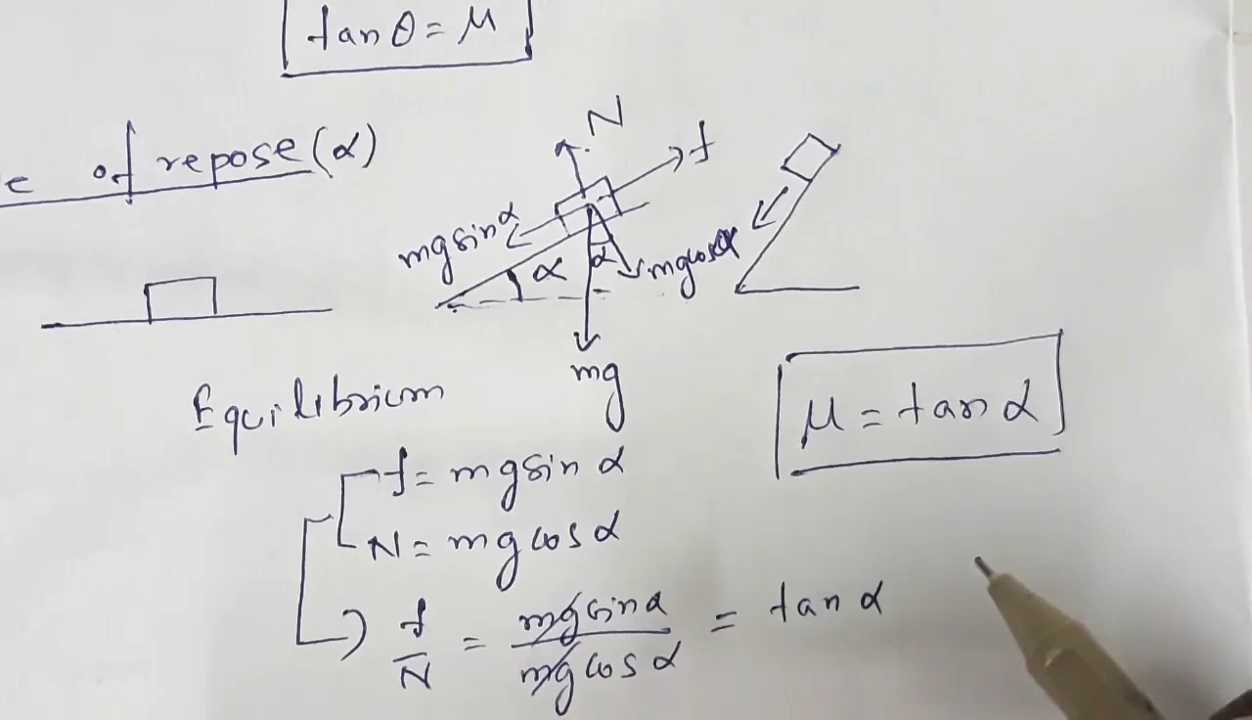 tan θ = μ
e of repose (α)
N
f
mg sin α
α
α
mg cos α
mg
Equilibrium
μ = tan α
f = mg sin α
N = mg cos α
f/N = mg sin α / mg cos α = tan α